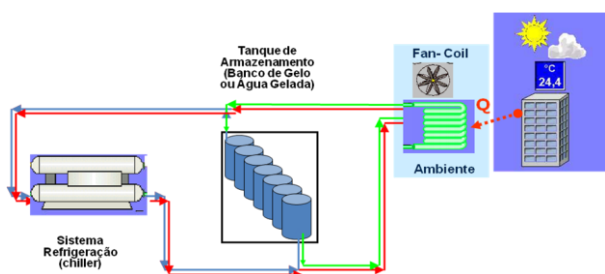 Tanque de
Armazenamento
(Banco de Gelo
ou Água Gelada)
Fan- Coil
°C
24,4
Q
Ambiente
Sistema
Refrigeração
(chiller)